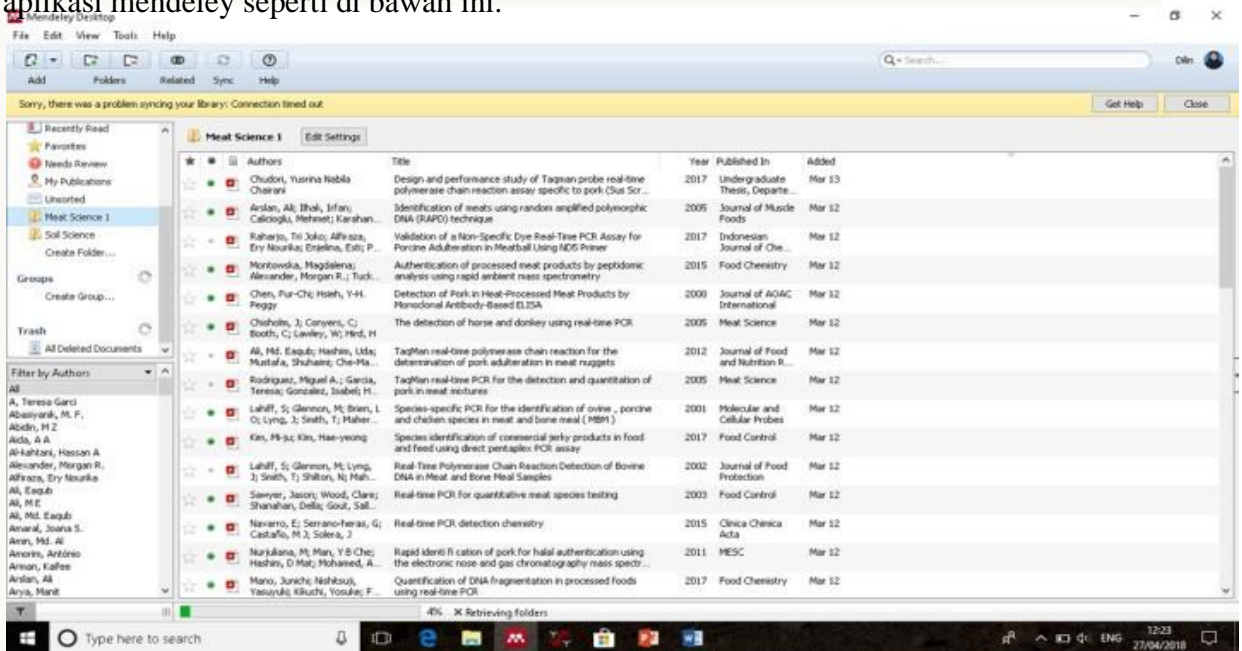 aplikasi mendeley seperti di bawah ini.
Mendeley Desktop
File Edit View Tools Help
Add Folders Related Sync Help
Search...
Dilin
Sorry, there was a problem syncing your library: Connection timed out
Get Help Close
Recently Read
Favorites
Needs Review
My Publications
Unsorted
Meat Science 1
Soil Science
Create Folder...
Groups
Create Group...
Trash
All Deleted Documents
Filter by Authors
All
A, Teresa Garci
Abasiyanik, M. F.
Abidin, M Z
Aida, A A
Al-kahtani, Hassan A
Alexander, Morgan R.
Alfiraza, Ery Nourika
Ali, Eaqub
Ali, M E
Ali, Md. Eaqub
Amaral, Joana S.
Amin, Md. Al
Amorim, António
Arman, Kaifee
Arslan, Ali
Arya, Manit
Meat Science 1 Edit Settings
Authors Title Year Published In Added
Chudori, Yusrina Nabila Design and performance study of Taqman probe real-time 2017 Undergraduate Mar 13
Chairani polymerase chain reaction assay specific to pork (Sus Scr... Thesis, Departe...
Arslan, Ali; Ilhak, Irfan; Identification of meats using random amplified polymorphic 2005 Journal of Muscle Mar 12
Calicioglu, Mehmet; Karahan... DNA (RAPD) technique Foods
Raharjo, Tri Joko; Alfiraza, Validation of a Non-Specific Dye Real-Time PCR Assay for 2017 Indonesian Mar 12
Ery Nourika; Enjelina, Esti; P... Porcine Adulteration in Meatball Using ND5 Primer Journal of Che...
Montowska, Magdalena; Authentication of processed meat products by peptidomic 2015 Food Chemistry Mar 12
Alexander, Morgan R.; Tuck... analysis using rapid ambient mass spectrometry
Chen, Fur-Chi; Hsieh, Y-H. Detection of Pork in Heat-Processed Meat Products by 2000 Journal of AOAC Mar 12
Peggy Monoclonal Antibody-Based ELISA International
Chisholm, J; Conyers, C; The detection of horse and donkey using real-time PCR 2005 Meat Science Mar 12
Booth, C; Lawley, W; Hird, H
Ali, Md. Eaqub; Hashim, Uda; TaqMan real-time polymerase chain reaction for the 2012 Journal of Food Mar 12
Mustafa, Shuhaimi; Che-Ma... determination of pork adulteration in meat nuggets and Nutrition R...
Rodriguez, Miguel A.; Garcia, TaqMan real-time PCR for the detection and quantitation of 2005 Meat Science Mar 12
Teresa; Gonzalez, Isabel; H... pork in meat mixtures
Lahiff, S; Glennon, M; Brien, L Species-specific PCR for the identification of ovine , porcine 2001 Molecular and Mar 12
O; Lyng, J; Smith, T; Maher... and chicken species in meat and bone meal ( MBM ) Cellular Probes
Kim, Mi-ju; Kim, Hae-yeong Species identification of commercial jerky products in food 2017 Food Control Mar 12
and feed using direct pentaplex PCR assay
Lahiff, S; Glennon, M; Lyng, Real-Time Polymerase Chain Reaction Detection of Bovine 2002 Journal of Food Mar 12
J; Smith, T; Shilton, N; Mah... DNA in Meat and Bone Meal Samples Protection
Sawyer, Jason; Wood, Clare; Real-time PCR for quantitative meat species testing 2003 Food Control Mar 12
Shanahan, Della; Gout, Sall...
Navarro, E; Serrano-heras, G; Real-time PCR detection chemistry 2015 Clinica Chimica Mar 12
Castaño, M J; Solera, J Acta
Nurjuliana, M; Man, Y B Che; Rapid identi fi cation of pork for halal authentication using 2011 MESC Mar 12
Hashim, D Mat; Mohamed, A... the electronic nose and gas chromatography mass spectr...
Mano, Junichi; Nishitsuji, Quantification of DNA fragmentation in processed foods 2017 Food Chemistry Mar 12
Yasuyuki; Kikuchi, Yosuke; F... using real-time PCR
4% Retrieving folders
Type here to search
ENG
12:23
27/04/2018